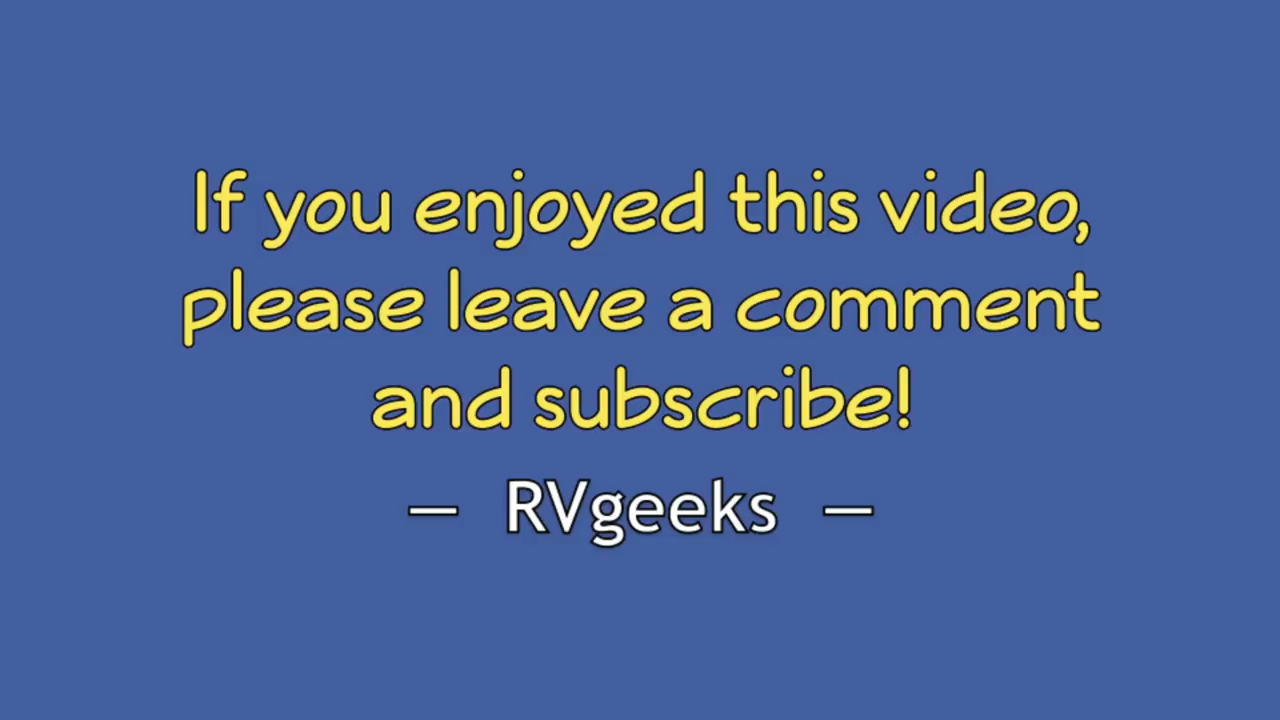 If you enjoyed this video,
please leave a comment
and subscribe!
— RVgeeks —